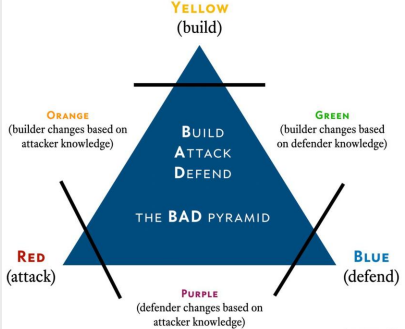 YELLOW
(build)
ORANGE
(builder changes based on
attacker knowledge)
GREEN
(builder changes based
on defender knowledge)
BUILD
ATTACK
DEFEND
THE BAD PYRAMID
RED
(attack)
BLUE
(defend)
PURPLE
(defender changes based on
attacker knowledge)